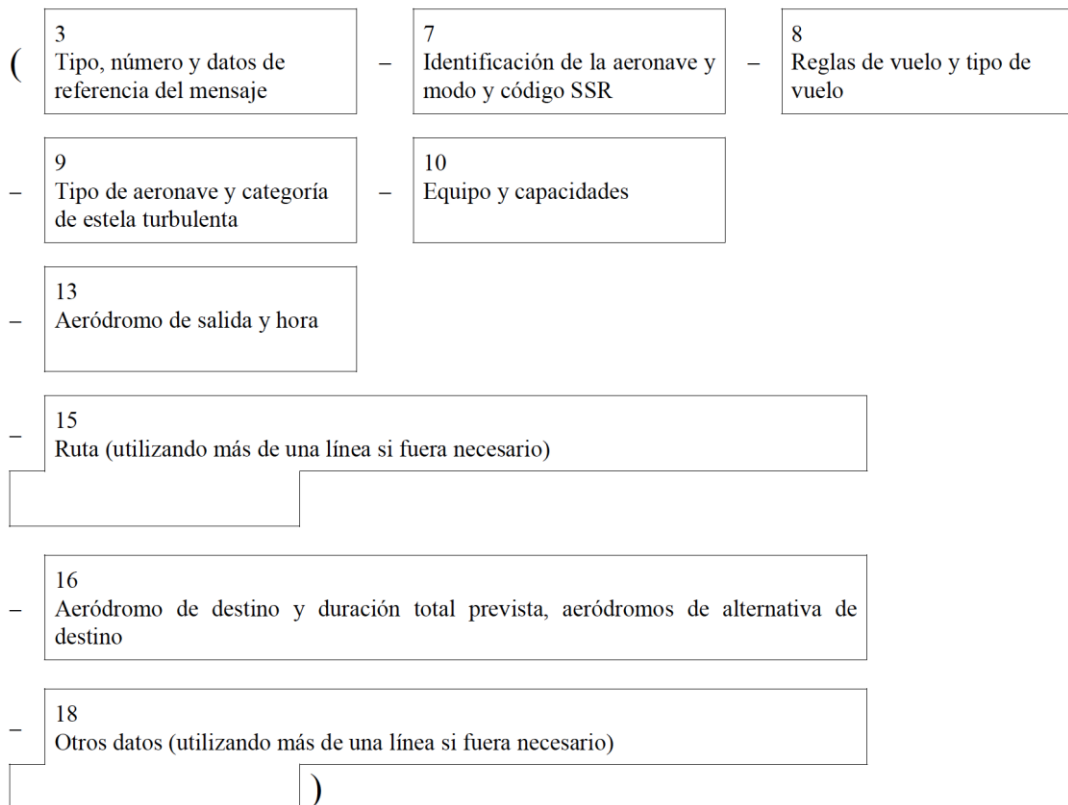 3
7
8
( Tipo, número y datos de referencia del mensaje
– Identificación de la aeronave y modo y código SSR
– Reglas de vuelo y tipo de vuelo
9
– Tipo de aeronave y categoría de estela turbulenta
10
– Equipo y capacidades
13
– Aeródromo de salida y hora
15
– Ruta (utilizando más de una línea si fuera necesario)
16
– Aeródromo de destino y duración total prevista, aeródromos de alternativa de
destino
18
– Otros datos (utilizando más de una línea si fuera necesario)
)